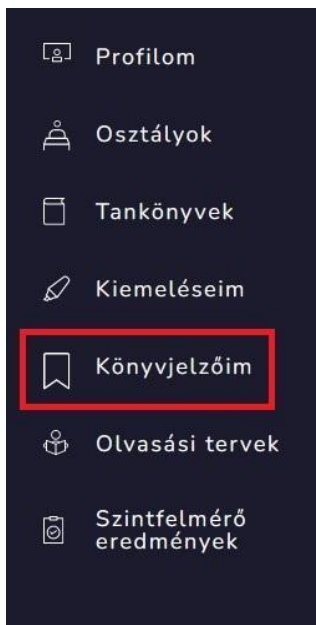 Profilom
Osztályok
Tankönyvek
Kiemeléseim
Könyvjelzőim
Olvasási tervek
Szintfelmérő
eredmények